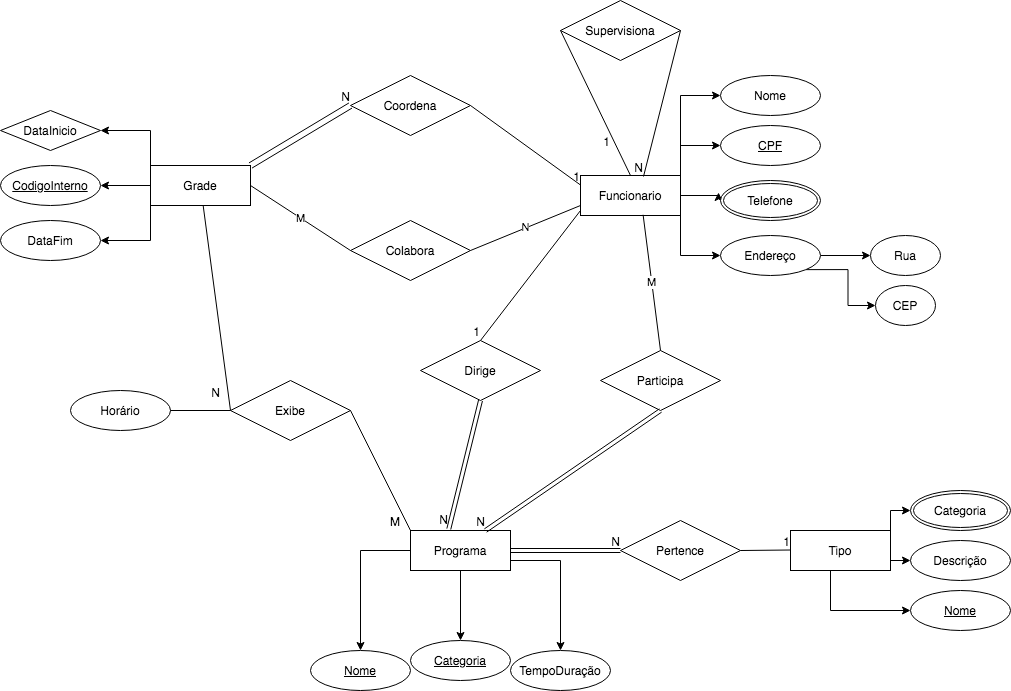 Supervisiona
N
Coordena
Nome
DataInicio
1
CPF
N
1
CodigoInterno
Grade
Funcionario
Telefone
M
N
DataFim
Colabora
Endereço
Rua
M
CEP
1
Dirige
Participa
N
Horário
Exibe
Categoria
M
N
N
N
1
Programa
Pertence
Tipo
Descrição
Nome
Nome
Categoria
TempoDuração